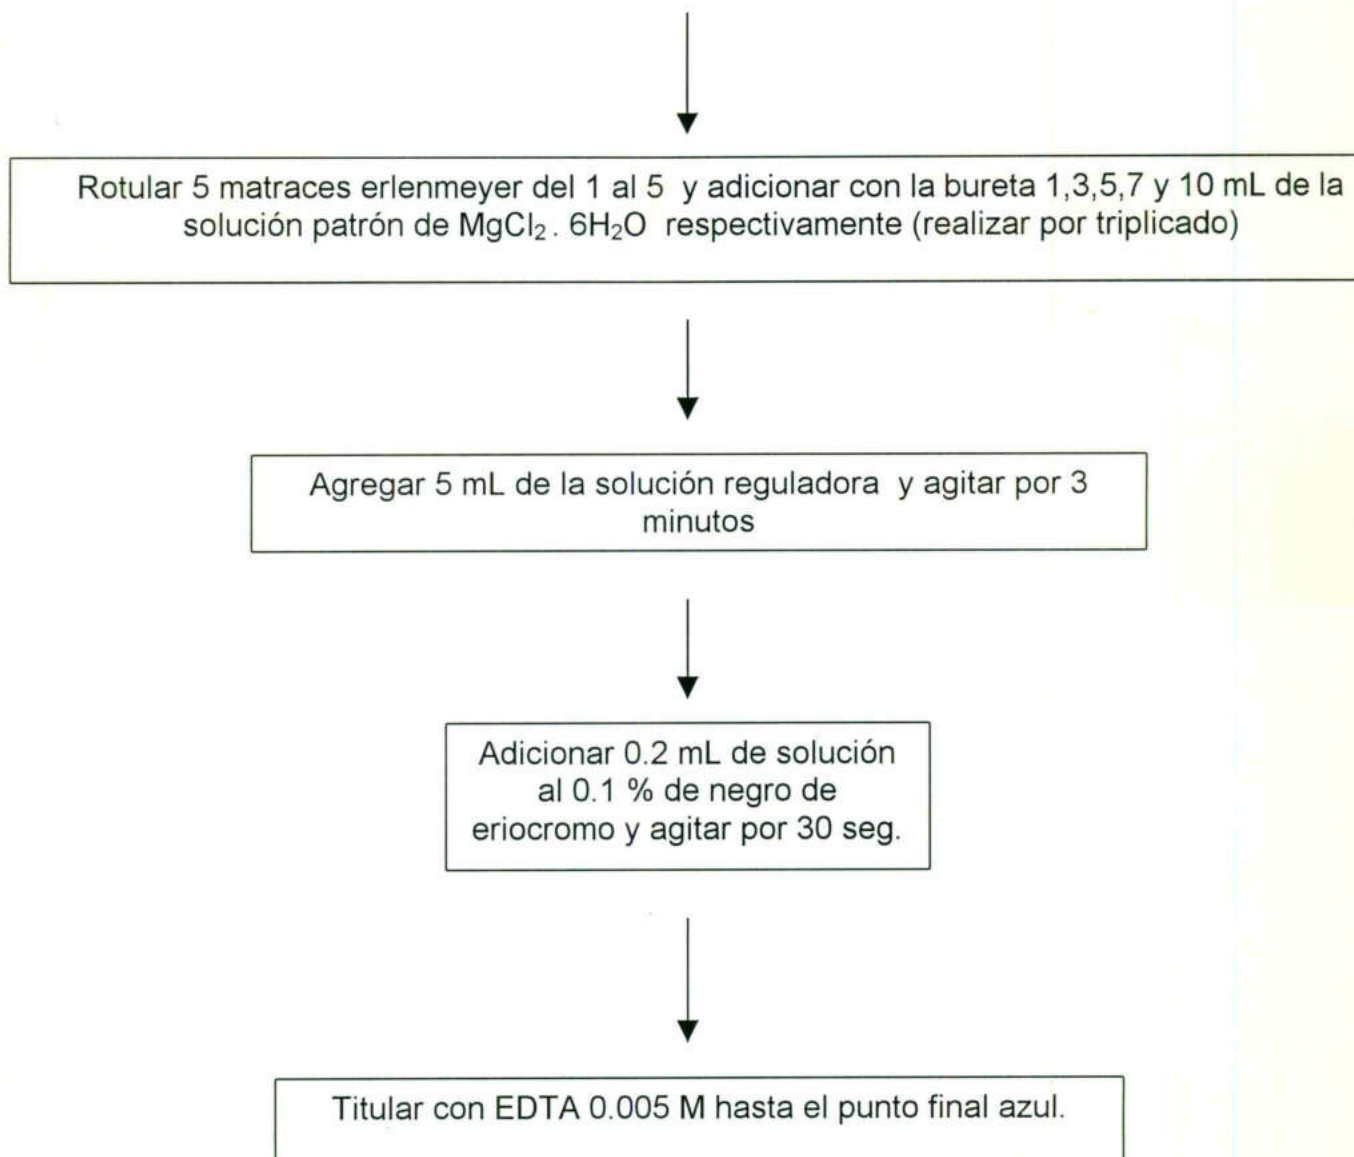 Rotular 5 matraces erlenmeyer del 1 al 5 y adicionar con la bureta 1,3,5,7 y 10 mL de la
solución patrón de MgCl₂ . 6H₂O respectivamente (realizar por triplicado)
Agregar 5 mL de la solución reguladora y agitar por 3
minutos
Adicionar 0.2 mL de solución
al 0.1 % de negro de
eriocromo y agitar por 30 seg.
Titular con EDTA 0.005 M hasta el punto final azul.